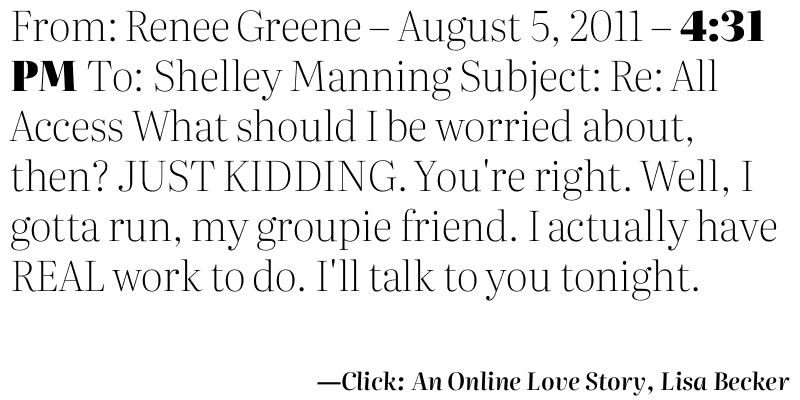 From: Renee Greene – August 5, 2011 – 4:31
PM To: Shelley Manning Subject: Re: All
Access What should I be worried about,
then? JUST KIDDING. You're right. Well, I
gotta run, my groupie friend. I actually have
REAL work to do. I'll talk to you tonight.
—Click: An Online Love Story, Lisa Becker